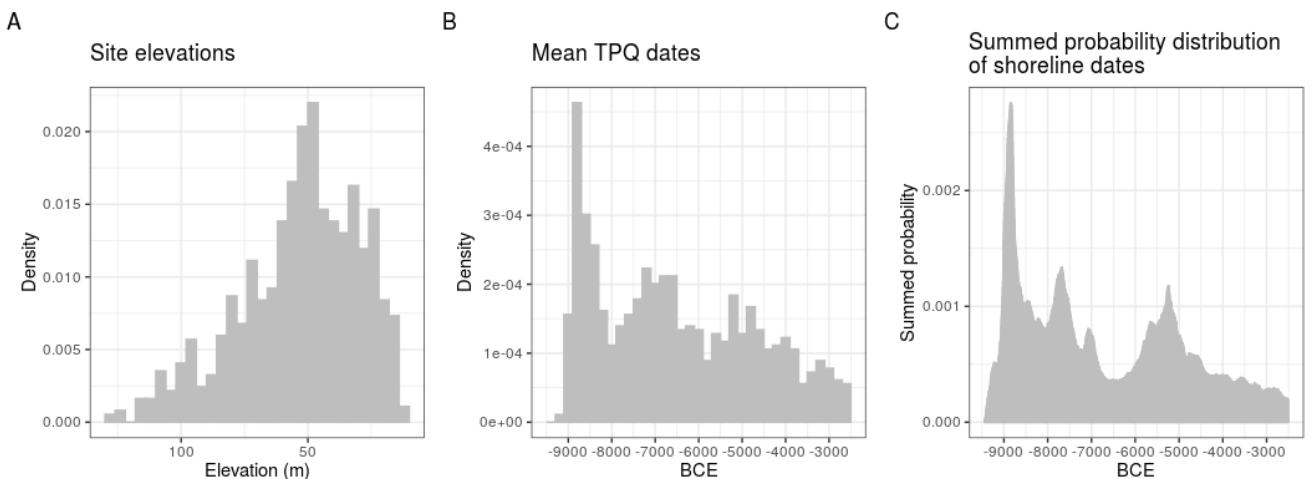 A
Site elevations
Density
0.020
0.015
0.010
0.005
0.000
100
50
Elevation (m)
B
Mean TPQ dates
Density
4e-04
3e-04
2e-04
1e-04
0e+00
-9000 -8000 -7000 -6000 -5000 -4000 -3000
BCE
C
Summed probability distribution
of shoreline dates
Summed probability
0.002
0.001
0.000
-9000 -8000 -7000 -6000 -5000 -4000 -3000
BCE